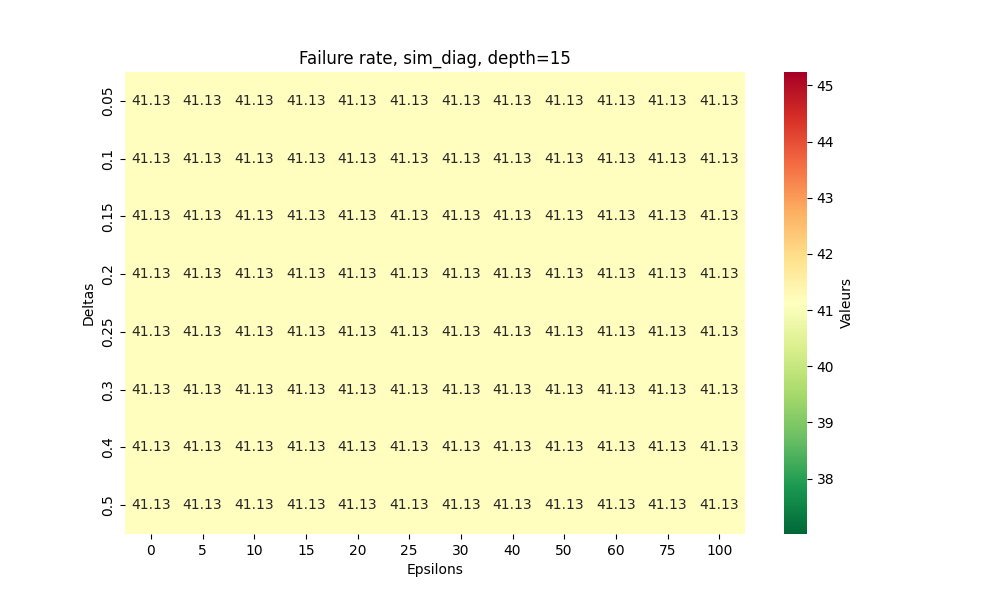 Failure rate, sim_diag, depth=15
0.05 41.13 41.13 41.13 41.13 41.13 41.13 41.13 41.13 41.13 41.13 41.13 41.13
0.1 41.13 41.13 41.13 41.13 41.13 41.13 41.13 41.13 41.13 41.13 41.13 41.13
0.15 41.13 41.13 41.13 41.13 41.13 41.13 41.13 41.13 41.13 41.13 41.13 41.13
0.2 41.13 41.13 41.13 41.13 41.13 41.13 41.13 41.13 41.13 41.13 41.13 41.13
0.25 41.13 41.13 41.13 41.13 41.13 41.13 41.13 41.13 41.13 41.13 41.13 41.13
0.3 41.13 41.13 41.13 41.13 41.13 41.13 41.13 41.13 41.13 41.13 41.13 41.13
0.4 41.13 41.13 41.13 41.13 41.13 41.13 41.13 41.13 41.13 41.13 41.13 41.13
0.5 41.13 41.13 41.13 41.13 41.13 41.13 41.13 41.13 41.13 41.13 41.13 41.13
Deltas
0 5 10 15 20 25 30 40 50 60 75 100
Epsilons
45
44
43
42
41
40
39
38
Valeurs